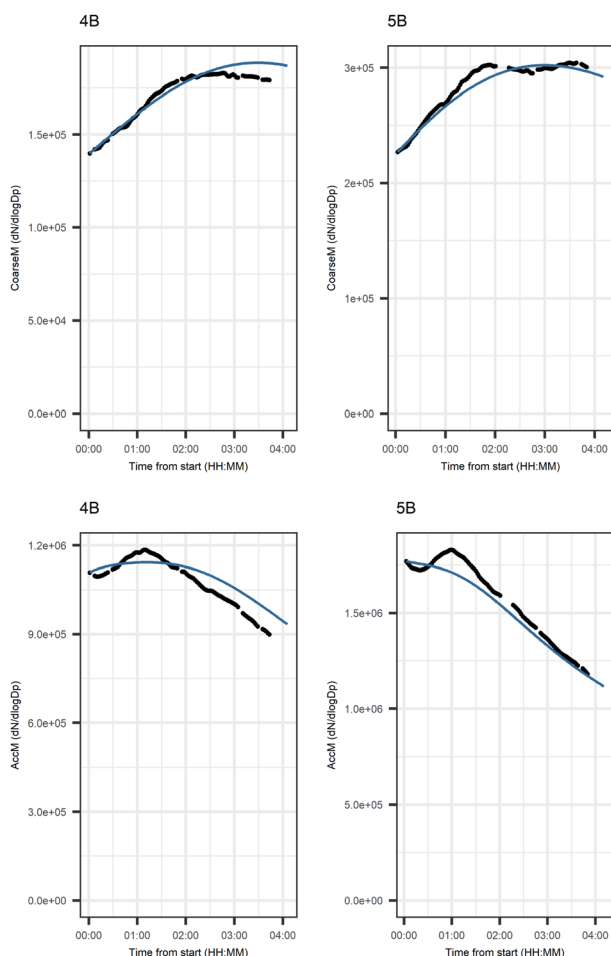 4B
5B
CoarseM (dN/dlogDp)
1.5e+05
1.0e+05
5.0e+04
0.0e+00
00:00 01:00 02:00 03:00 04:00
Time from start (HH:MM)
CoarseM (dN/dlogDp)
3e+05
2e+05
1e+05
0e+00
00:00 01:00 02:00 03:00 04:00
Time from start (HH:MM)
4B
5B
AccM (dN/dlogDp)
1.2e+06
9.0e+05
6.0e+05
3.0e+05
0.0e+00
00:00 01:00 02:00 03:00 04:00
Time from start (HH:MM)
AccM (dN/dlogDp)
1.5e+06
1.0e+06
5.0e+05
0.0e+00
00:00 01:00 02:00 03:00 04:00
Time from start (HH:MM)